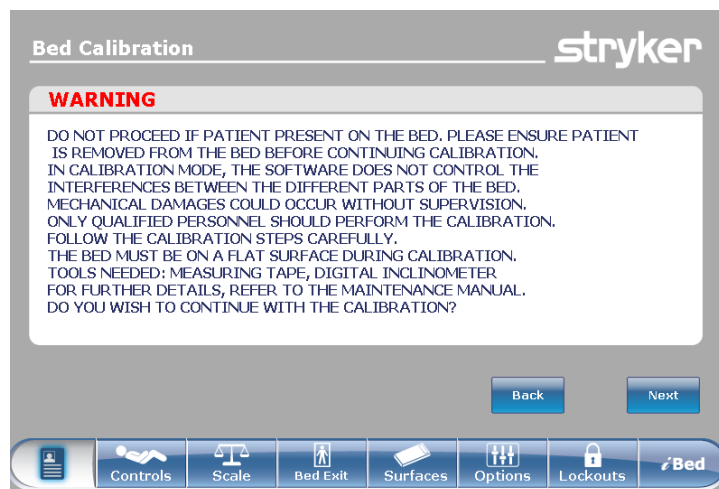 Bed Calibration
stryker
WARNING
DO NOT PROCEED IF PATIENT PRESENT ON THE BED. PLEASE ENSURE PATIENT
IS REMOVED FROM THE BED BEFORE CONTINUING CALIBRATION.
IN CALIBRATION MODE, THE SOFTWARE DOES NOT CONTROL THE
INTERFERENCES BETWEEN THE DIFFERENT PARTS OF THE BED.
MECHANICAL DAMAGES COULD OCCUR WITHOUT SUPERVISION.
ONLY QUALIFIED PERSONNEL SHOULD PERFORM THE CALIBRATION.
FOLLOW THE CALIBRATION STEPS CAREFULLY.
THE BED MUST BE ON A FLAT SURFACE DURING CALIBRATION.
TOOLS NEEDED: MEASURING TAPE, DIGITAL INCLINOMETER
FOR FURTHER DETAILS, REFER TO THE MAINTENANCE MANUAL.
DO YOU WISH TO CONTINUE WITH THE CALIBRATION?
Back
Next
Controls
Scale
Bed Exit
Surfaces
Options
Lockouts
iBed